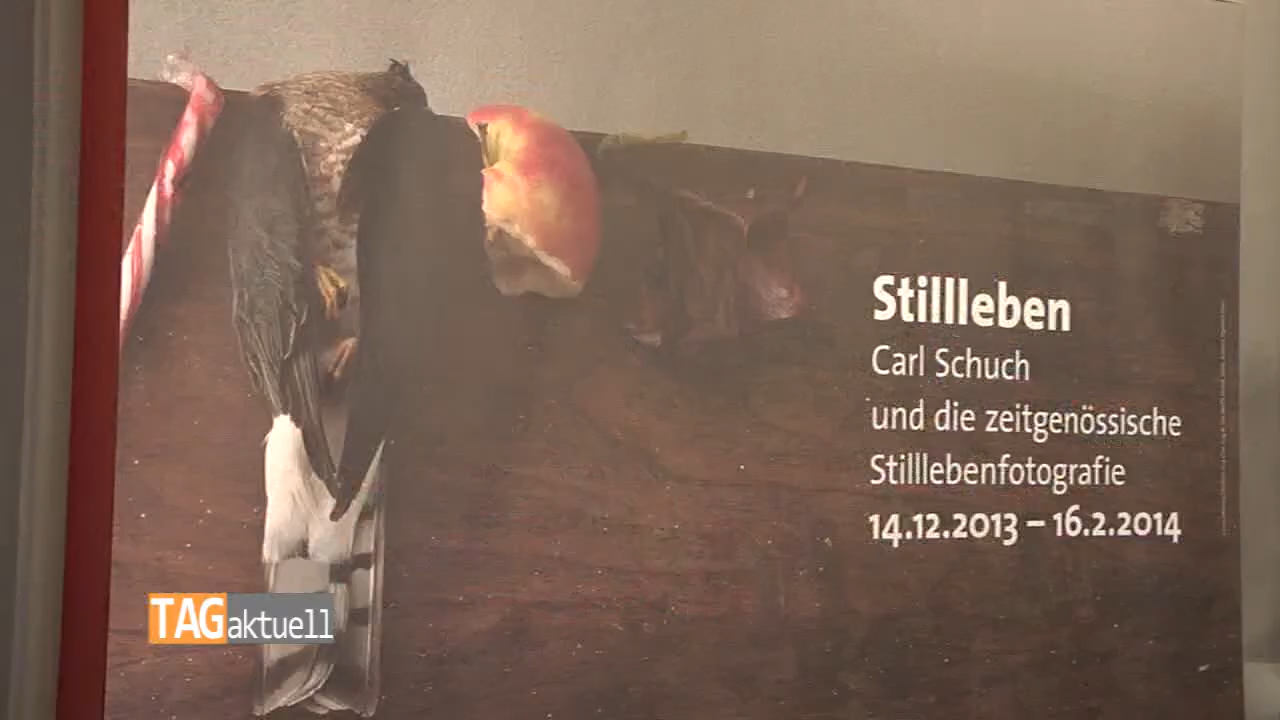 Stillleben
Carl Schuch
und die zeitgenössische
Stilllebenfotografie
14.12.2013 – 16.2.2014
TAGaktuell